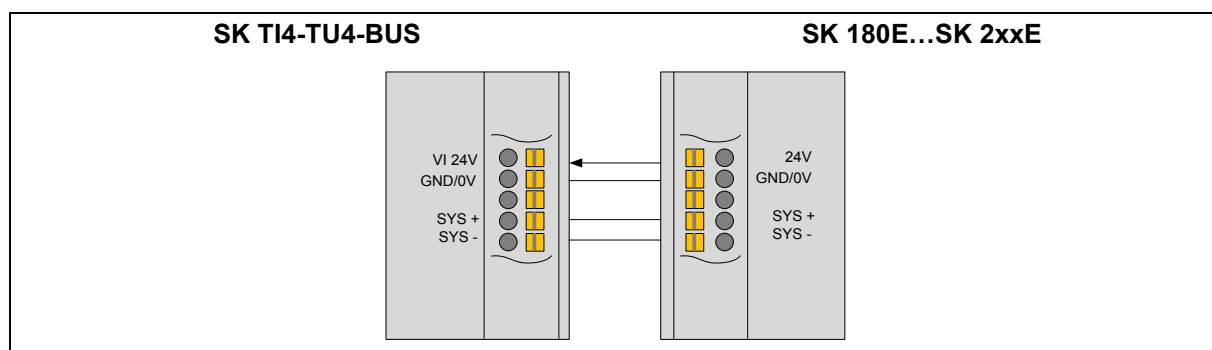 SK TI4-TU4-BUS
SK 180E…SK 2xxE
VI 24V
GND/0V
SYS +
SYS -
24V
GND/0V
SYS +
SYS -